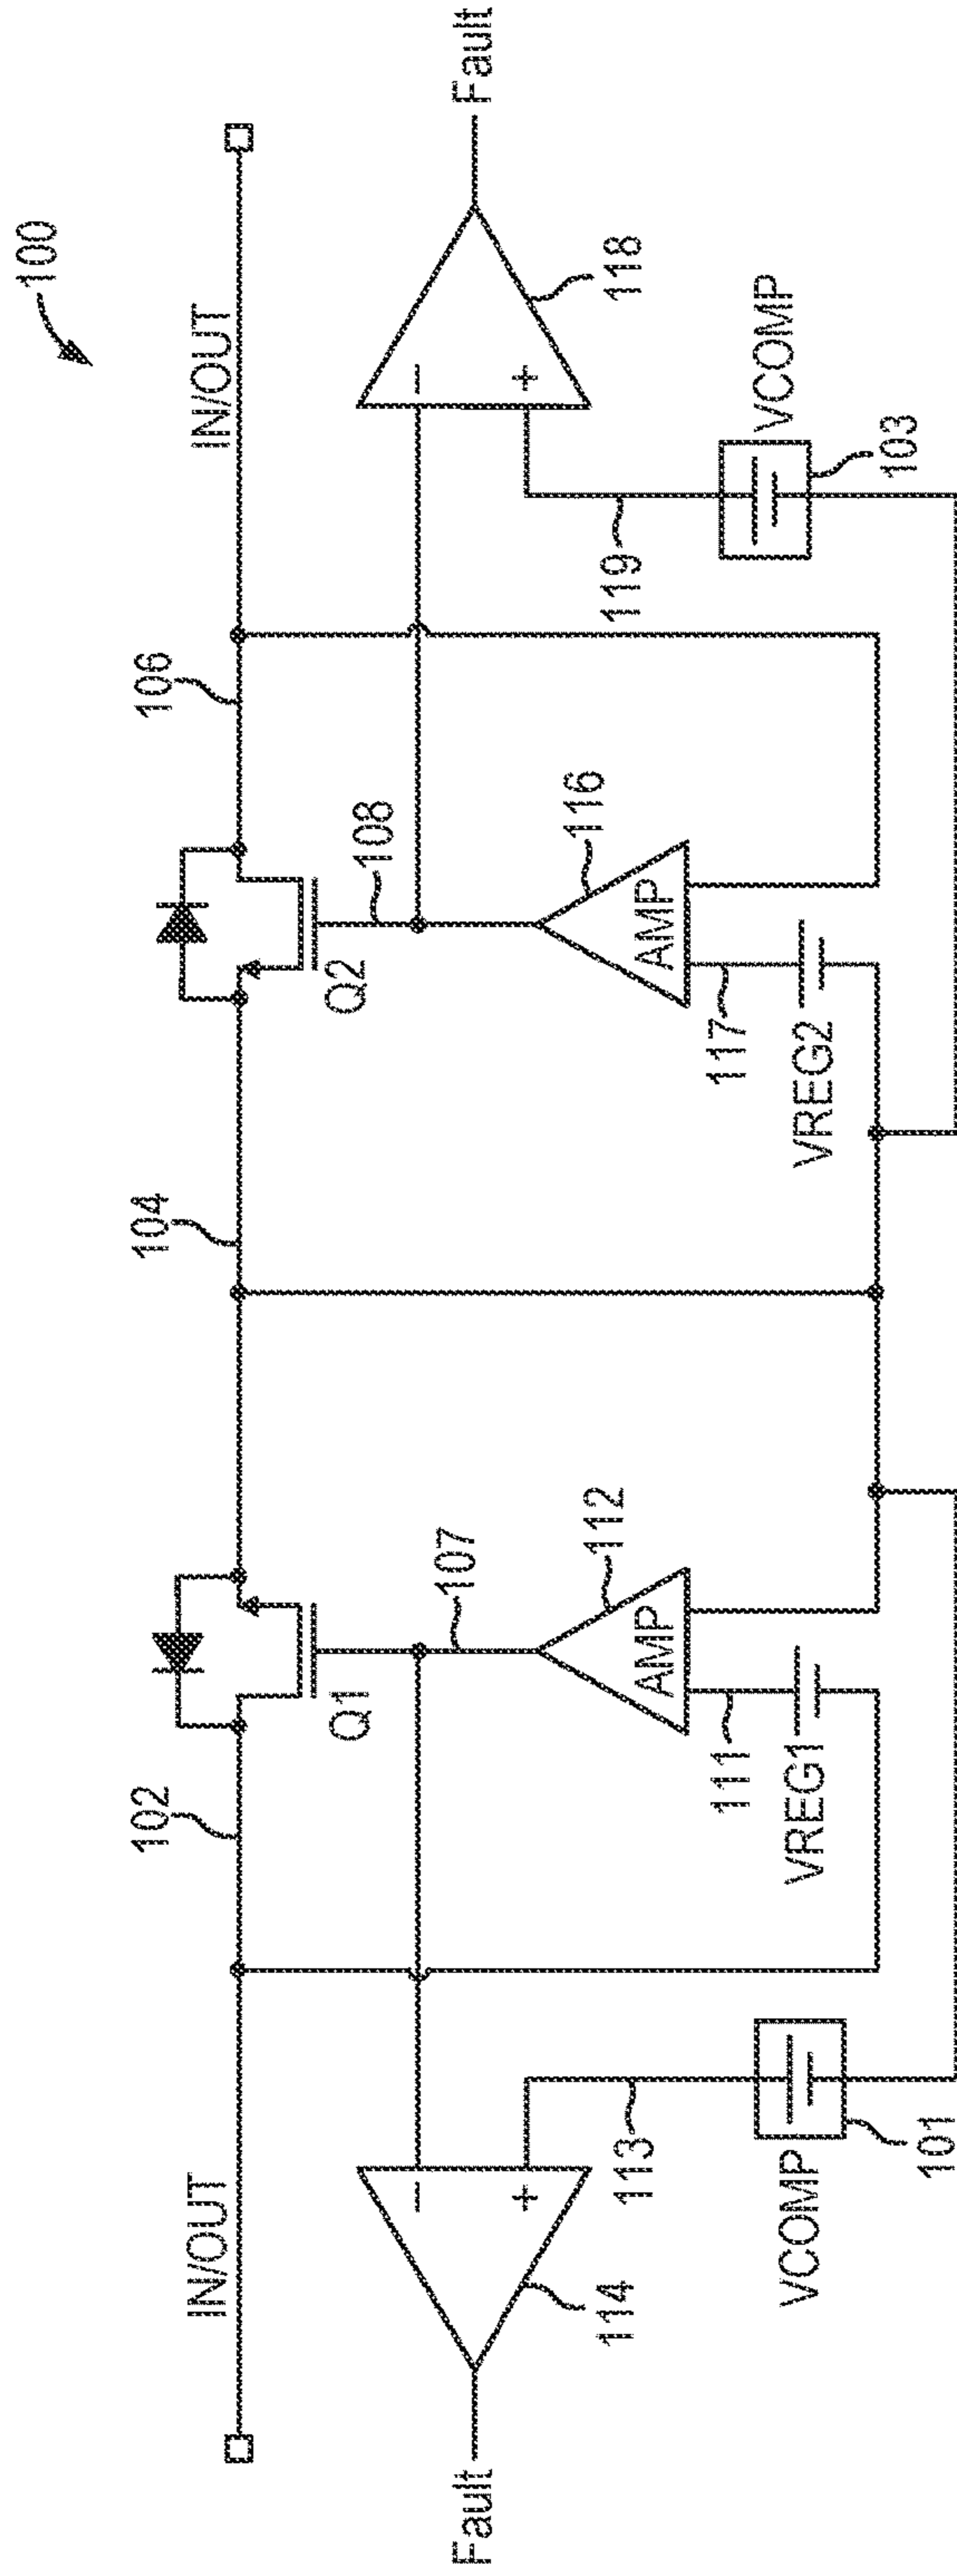 100
IN/OUT
102
104
106
IN/OUT
Q1
107
Q2
108
Fault
−
+
114
113
VCOMP
101
AMP
112
111
VREG1
AMP
116
117
VREG2
−
+
118
Fault
119
VCOMP
103